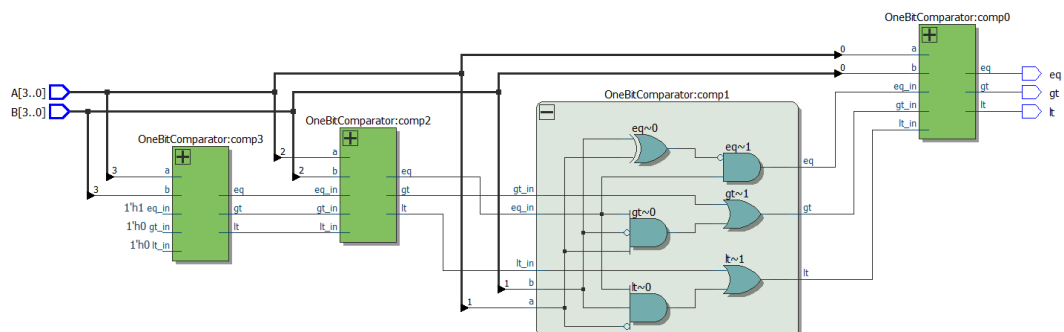 OneBitComparator:comp0
0
a
0
b
eq
eq_in
gt
gt_in
lt
lt_in
eq
gt
lt
A[3..0]
B[3..0]
OneBitComparator:comp3
3
a
3
b
eq
1'h1 eq_in
gt
1'h0 gt_in
lt
1'h0 lt_in
OneBitComparator:comp2
2
a
2
b
eq
eq_in
gt
gt_in
lt
lt_in
OneBitComparator:comp1
eq~0
eq~1
eq
gt_in
eq_in
gt~0
gt~1
gt
lt_in
lt~1
lt
1
b
lt~0
1
a